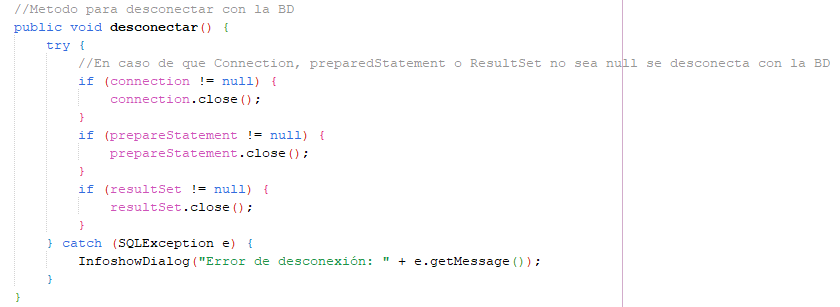 //Metodo para desconectar con la BD
public void desconectar() {
    try {
        //En caso de que Connection, preparedStatement o ResultSet no sea null se desconecta con la BD
        if (connection != null) {
            connection.close();
        }
        if (prepareStatement != null) {
            prepareStatement.close();
        }
        if (resultSet != null) {
            resultSet.close();
        }
    } catch (SQLException e) {
        InfoshowDialog("Error de desconexión: " + e.getMessage());
    }
}